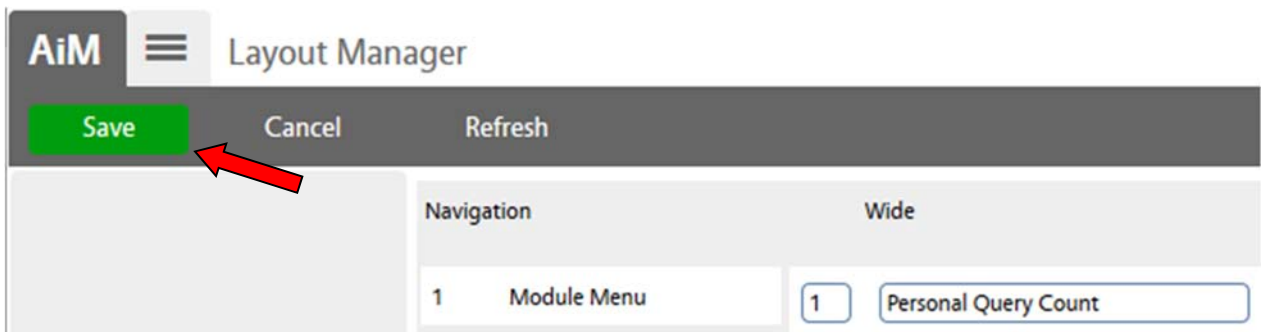 AiM Layout Manager
Save Cancel Refresh
Navigation Wide
1 Module Menu 1 Personal Query Count